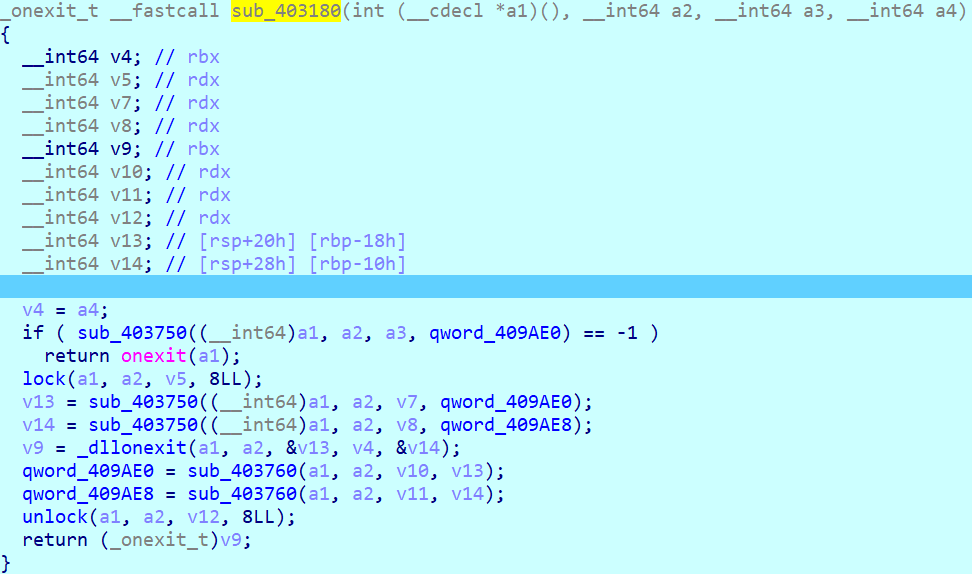 _onexit_t __fastcall sub_403180(int (__cdecl *a1)(), __int64 a2, __int64 a3, __int64 a4)
{
  __int64 v4; // rbx
  __int64 v5; // rdx
  __int64 v7; // rdx
  __int64 v8; // rdx
  __int64 v9; // rbx
  __int64 v10; // rdx
  __int64 v11; // rdx
  __int64 v12; // rdx
  __int64 v13; // [rsp+20h] [rbp-18h]
  __int64 v14; // [rsp+28h] [rbp-10h]

  v4 = a4;
  if ( sub_403750((__int64)a1, a2, a3, qword_409AE0) == -1 )
    return onexit(a1);
  lock(a1, a2, v5, 8LL);
  v13 = sub_403750((__int64)a1, a2, v7, qword_409AE0);
  v14 = sub_403750((__int64)a1, a2, v8, qword_409AE8);
  v9 = _dllonexit(a1, a2, &v13, v4, &v14);
  qword_409AE0 = sub_403760(a1, a2, v10, v13);
  qword_409AE8 = sub_403760(a1, a2, v11, v14);
  unlock(a1, a2, v12, 8LL);
  return (_onexit_t)v9;
}